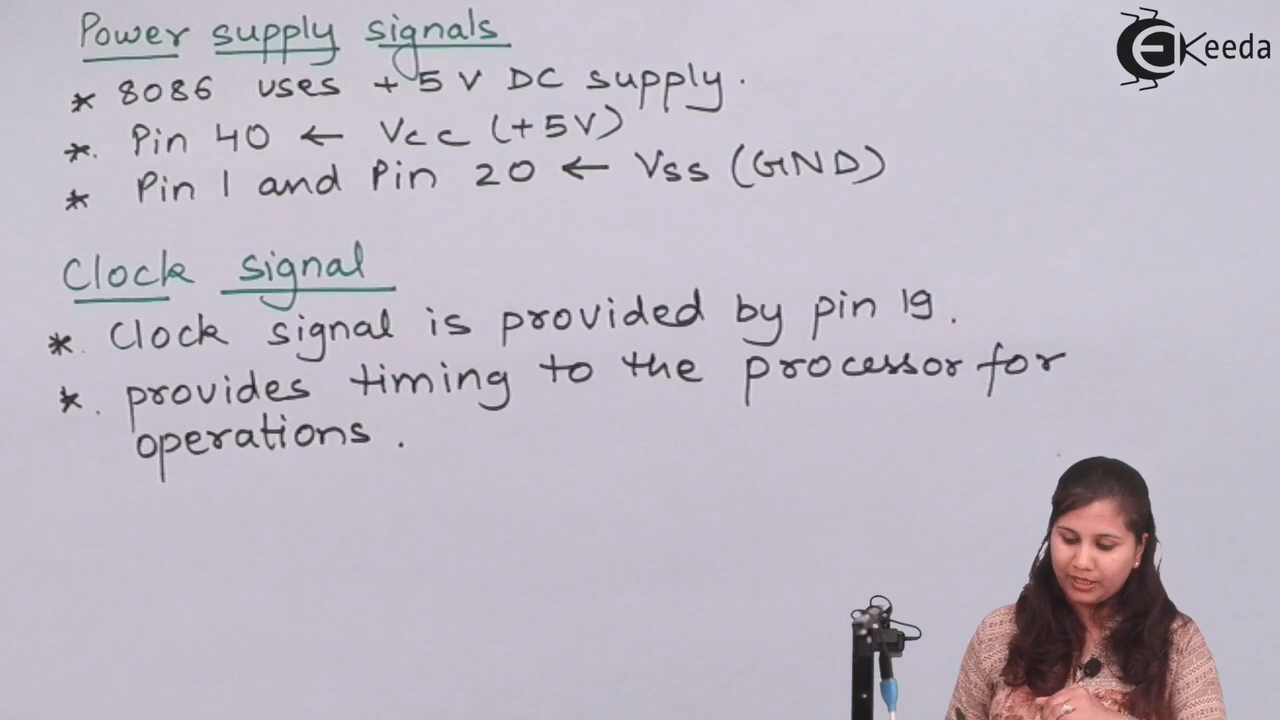 Power supply signals
* 8086 uses +5V DC supply.
*. Pin 40 ← Vcc (+5V)
* Pin 1 and Pin 20 ← Vss (GND)
Clock signal
*. Clock signal is provided by pin 19.
*. provides timing to the processor for
operations.
EKeeda